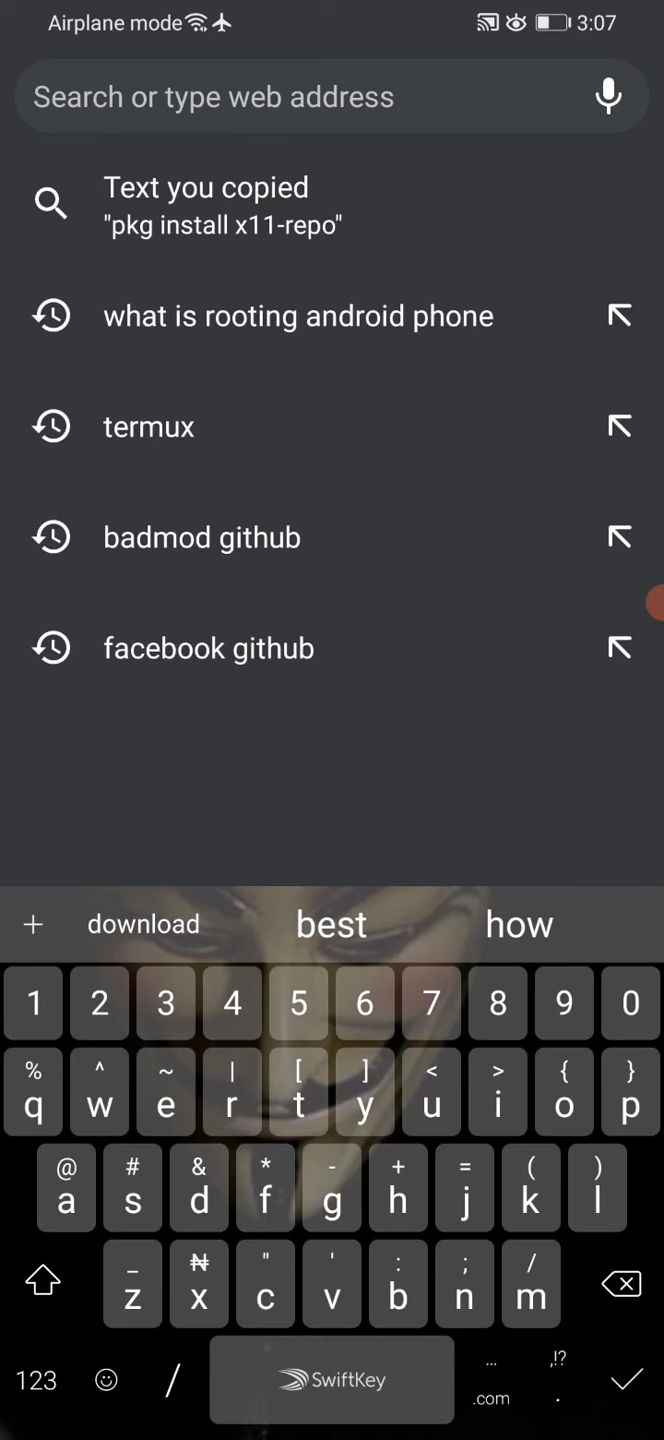 Airplane mode 3:07
Search or type web address
Text you copied
"pkg install x11-repo"
what is rooting android phone
termux
badmod github
facebook github
+ download best how
1 2 3 4 5 6 7 8 9 0
% ^ ~ | [ ] < > { }
q w e r t y u i o p
@ # & * - + = ( )
a s d f g h j k l
_ ₦ " ' : ; /
z x c v b n m
... ,!?
123 / SwiftKey .com .